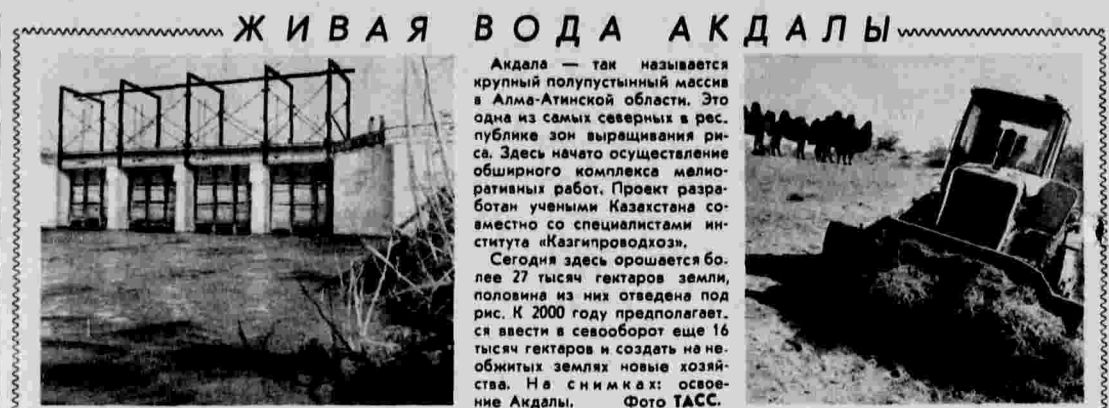 ЖИВАЯ ВОДА АКДАЛЫ
Акдала — так называется
крупный полупустынный массив
в Алма-Атинской области. Это
одна из самых северных в рес.
публике зон выращивания ри-
са. Здесь начато осуществление
обширного комплекса мелио-
ративных работ. Проект разра-
ботан учеными Казахстана со-
вместно со специалистами ин-
ститута «Казгипроводхоз».
Сегодня здесь орошается бо-
лее 27 тысяч гектаров земли,
половина из них отведена под
рис. К 2000 году предполагает.
ся ввести в севооборот еще 16
тысяч гектаров и создать на не-
обжитых землях новые хозяй-
ства. На снимках: освое-
ние Акдалы. Фото ТАСС.